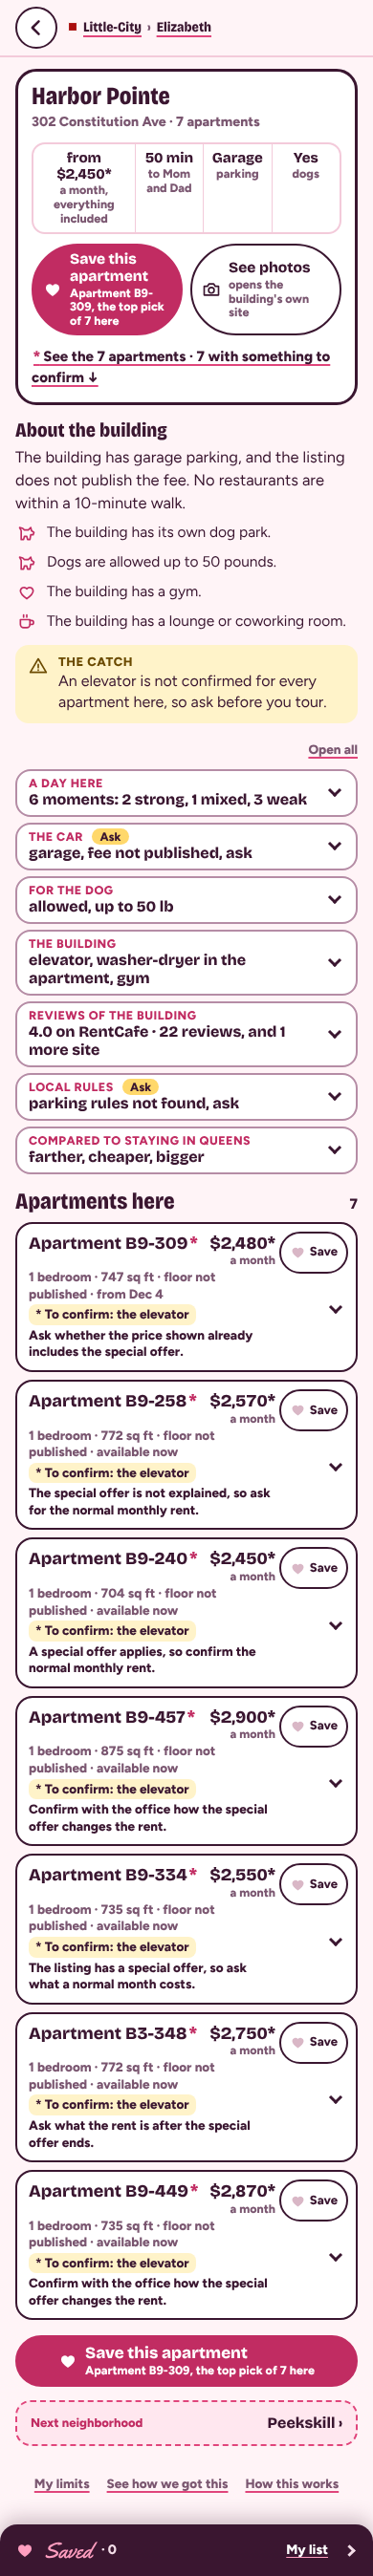 Little-City › Elizabeth
Harbor Pointe
302 Constitution Ave · 7 apartments
from
$2,450*
a month,
everything
included
50 min
to Mom
and Dad
Garage
parking
Yes
dogs
Save this
apartment
Apartment B9-
309, the top pick
of 7 here
See photos
opens the
building's own
site
* See the 7 apartments · 7 with something to
confirm ↓
About the building
The building has garage parking, and the listing
does not publish the fee. No restaurants are
within a 10-minute walk.
The building has its own dog park.
Dogs are allowed up to 50 pounds.
The building has a gym.
The building has a lounge or coworking room.
THE CATCH
An elevator is not confirmed for every
apartment here, so ask before you tour.
Open all
A DAY HERE
6 moments: 2 strong, 1 mixed, 3 weak
THE CAR Ask
garage, fee not published, ask
FOR THE DOG
allowed, up to 50 lb
THE BUILDING
elevator, washer-dryer in the
apartment, gym
REVIEWS OF THE BUILDING
4.0 on RentCafe · 22 reviews, and 1
more site
LOCAL RULES Ask
parking rules not found, ask
COMPARED TO STAYING IN QUEENS
farther, cheaper, bigger
Apartments here 7
Apartment B9-309* $2,480* Save
a month
1 bedroom · 747 sq ft · floor not
published · from Dec 4
* To confirm: the elevator
Ask whether the price shown already
includes the special offer.
Apartment B9-258* $2,570* Save
a month
1 bedroom · 772 sq ft · floor not
published · available now
* To confirm: the elevator
The special offer is not explained, so ask
for the normal monthly rent.
Apartment B9-240* $2,450* Save
a month
1 bedroom · 704 sq ft · floor not
published · available now
* To confirm: the elevator
A special offer applies, so confirm the
normal monthly rent.
Apartment B9-457* $2,900* Save
a month
1 bedroom · 875 sq ft · floor not
published · available now
* To confirm: the elevator
Confirm with the office how the special
offer changes the rent.
Apartment B9-334* $2,550* Save
a month
1 bedroom · 735 sq ft · floor not
published · available now
* To confirm: the elevator
The listing has a special offer, so ask
what a normal month costs.
Apartment B3-348* $2,750* Save
a month
1 bedroom · 772 sq ft · floor not
published · available now
* To confirm: the elevator
Ask what the rent is after the special
offer ends.
Apartment B9-449* $2,870* Save
a month
1 bedroom · 735 sq ft · floor not
published · available now
* To confirm: the elevator
Confirm with the office how the special
offer changes the rent.
Save this apartment
Apartment B9-309, the top pick of 7 here
Next neighborhood Peekskill ›
My limits See how we got this How this works
Saved · 0 My list